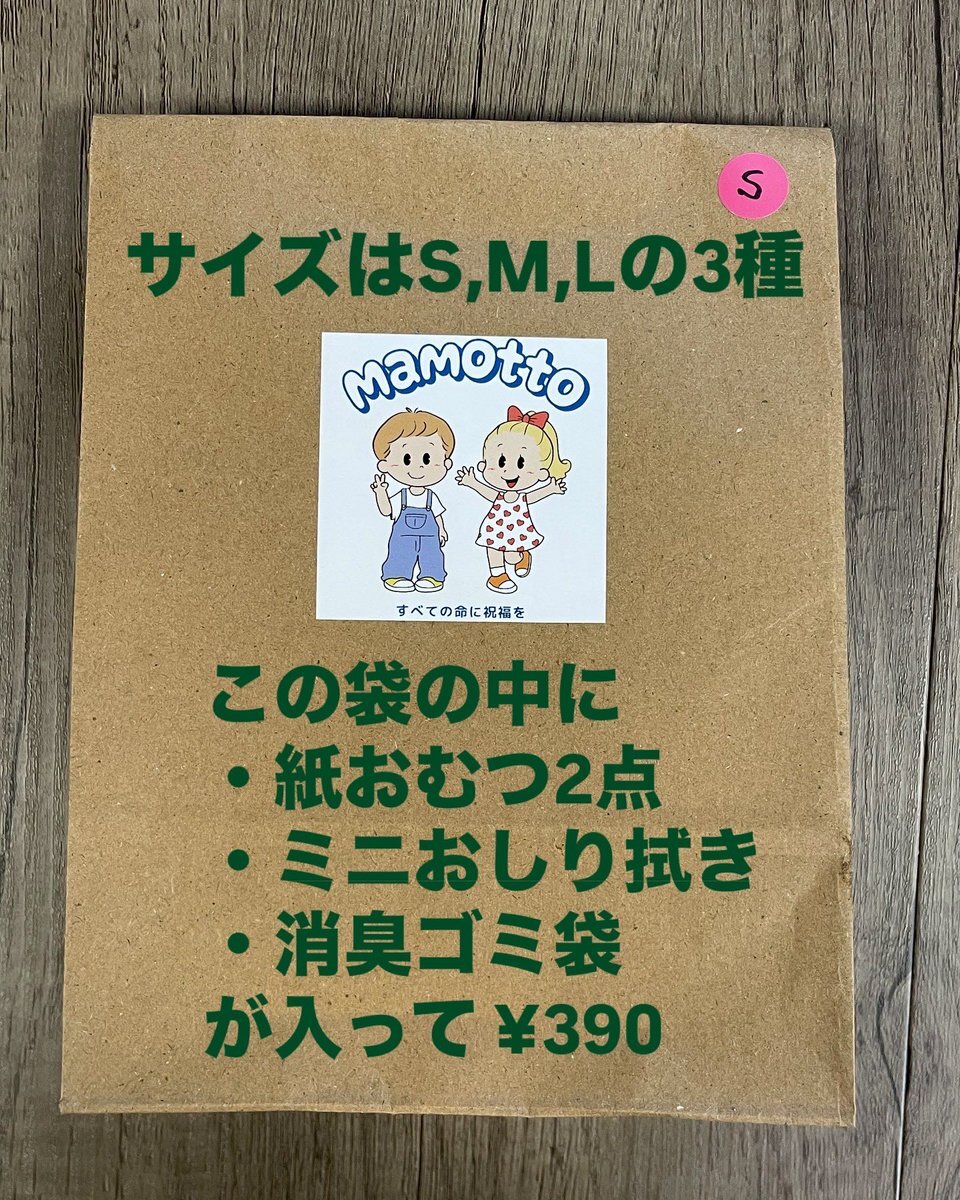 S
サイズはS,M,Lの3種
mamotto
すべての命に祝福を
この袋の中に
・紙おむつ2点
・ミニおしり拭き
・消臭ゴミ袋
が入って ¥390